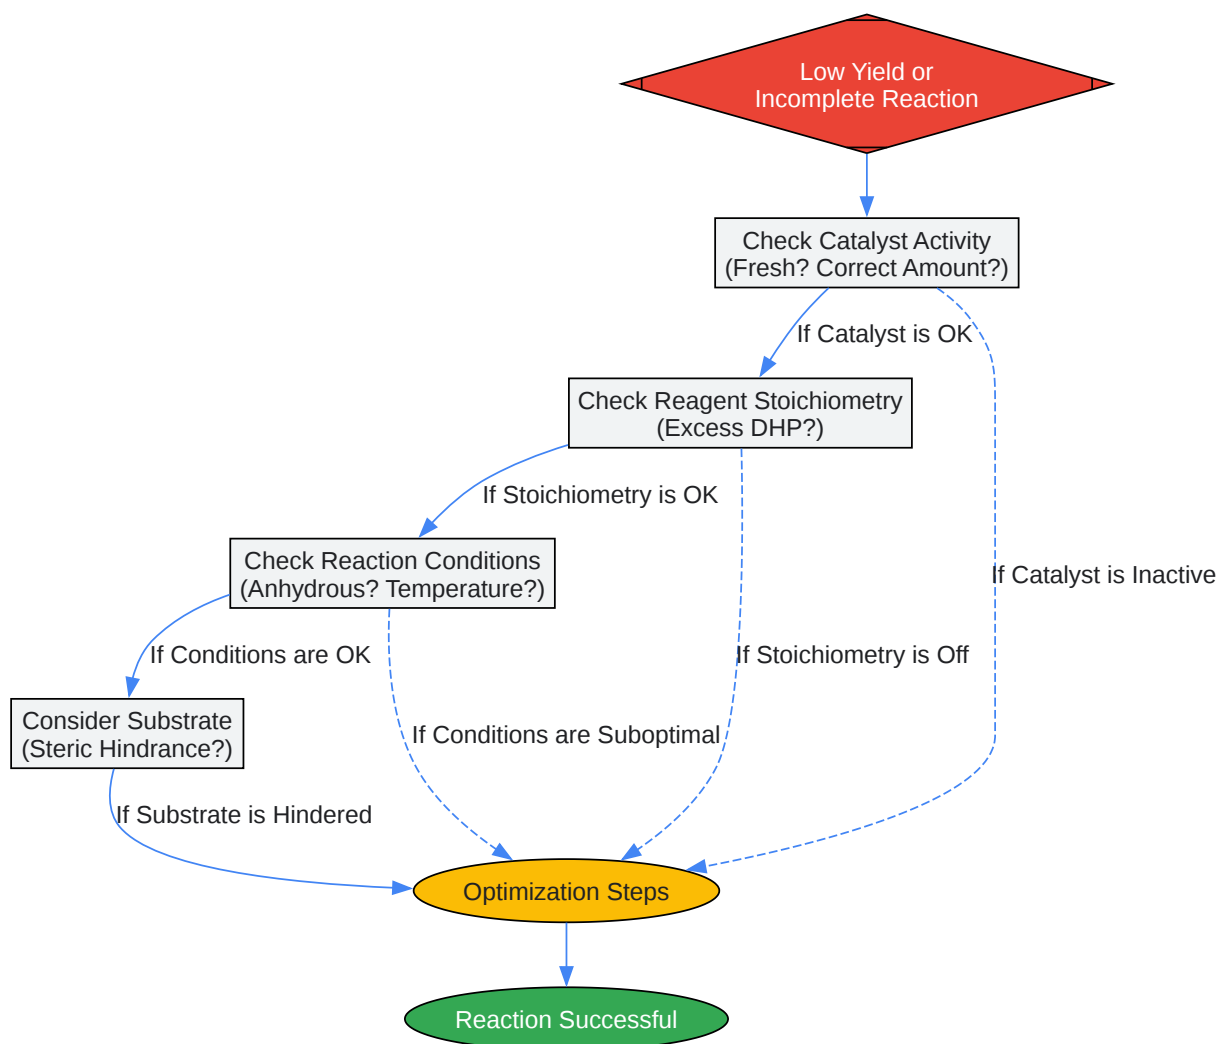 Low Yield or
Incomplete Reaction
Check Catalyst Activity
(Fresh? Correct Amount?)
If Catalyst is OK
Check Reagent Stoichiometry
(Excess DHP?)
If Stoichiometry is OK
Check Reaction Conditions
(Anhydrous? Temperature?)
If Catalyst is Inactive
If Conditions are OK
If Stoichiometry is Off
Consider Substrate
(Steric Hindrance?)
If Conditions are Suboptimal
If Substrate is Hindered
Optimization Steps
Reaction Successful